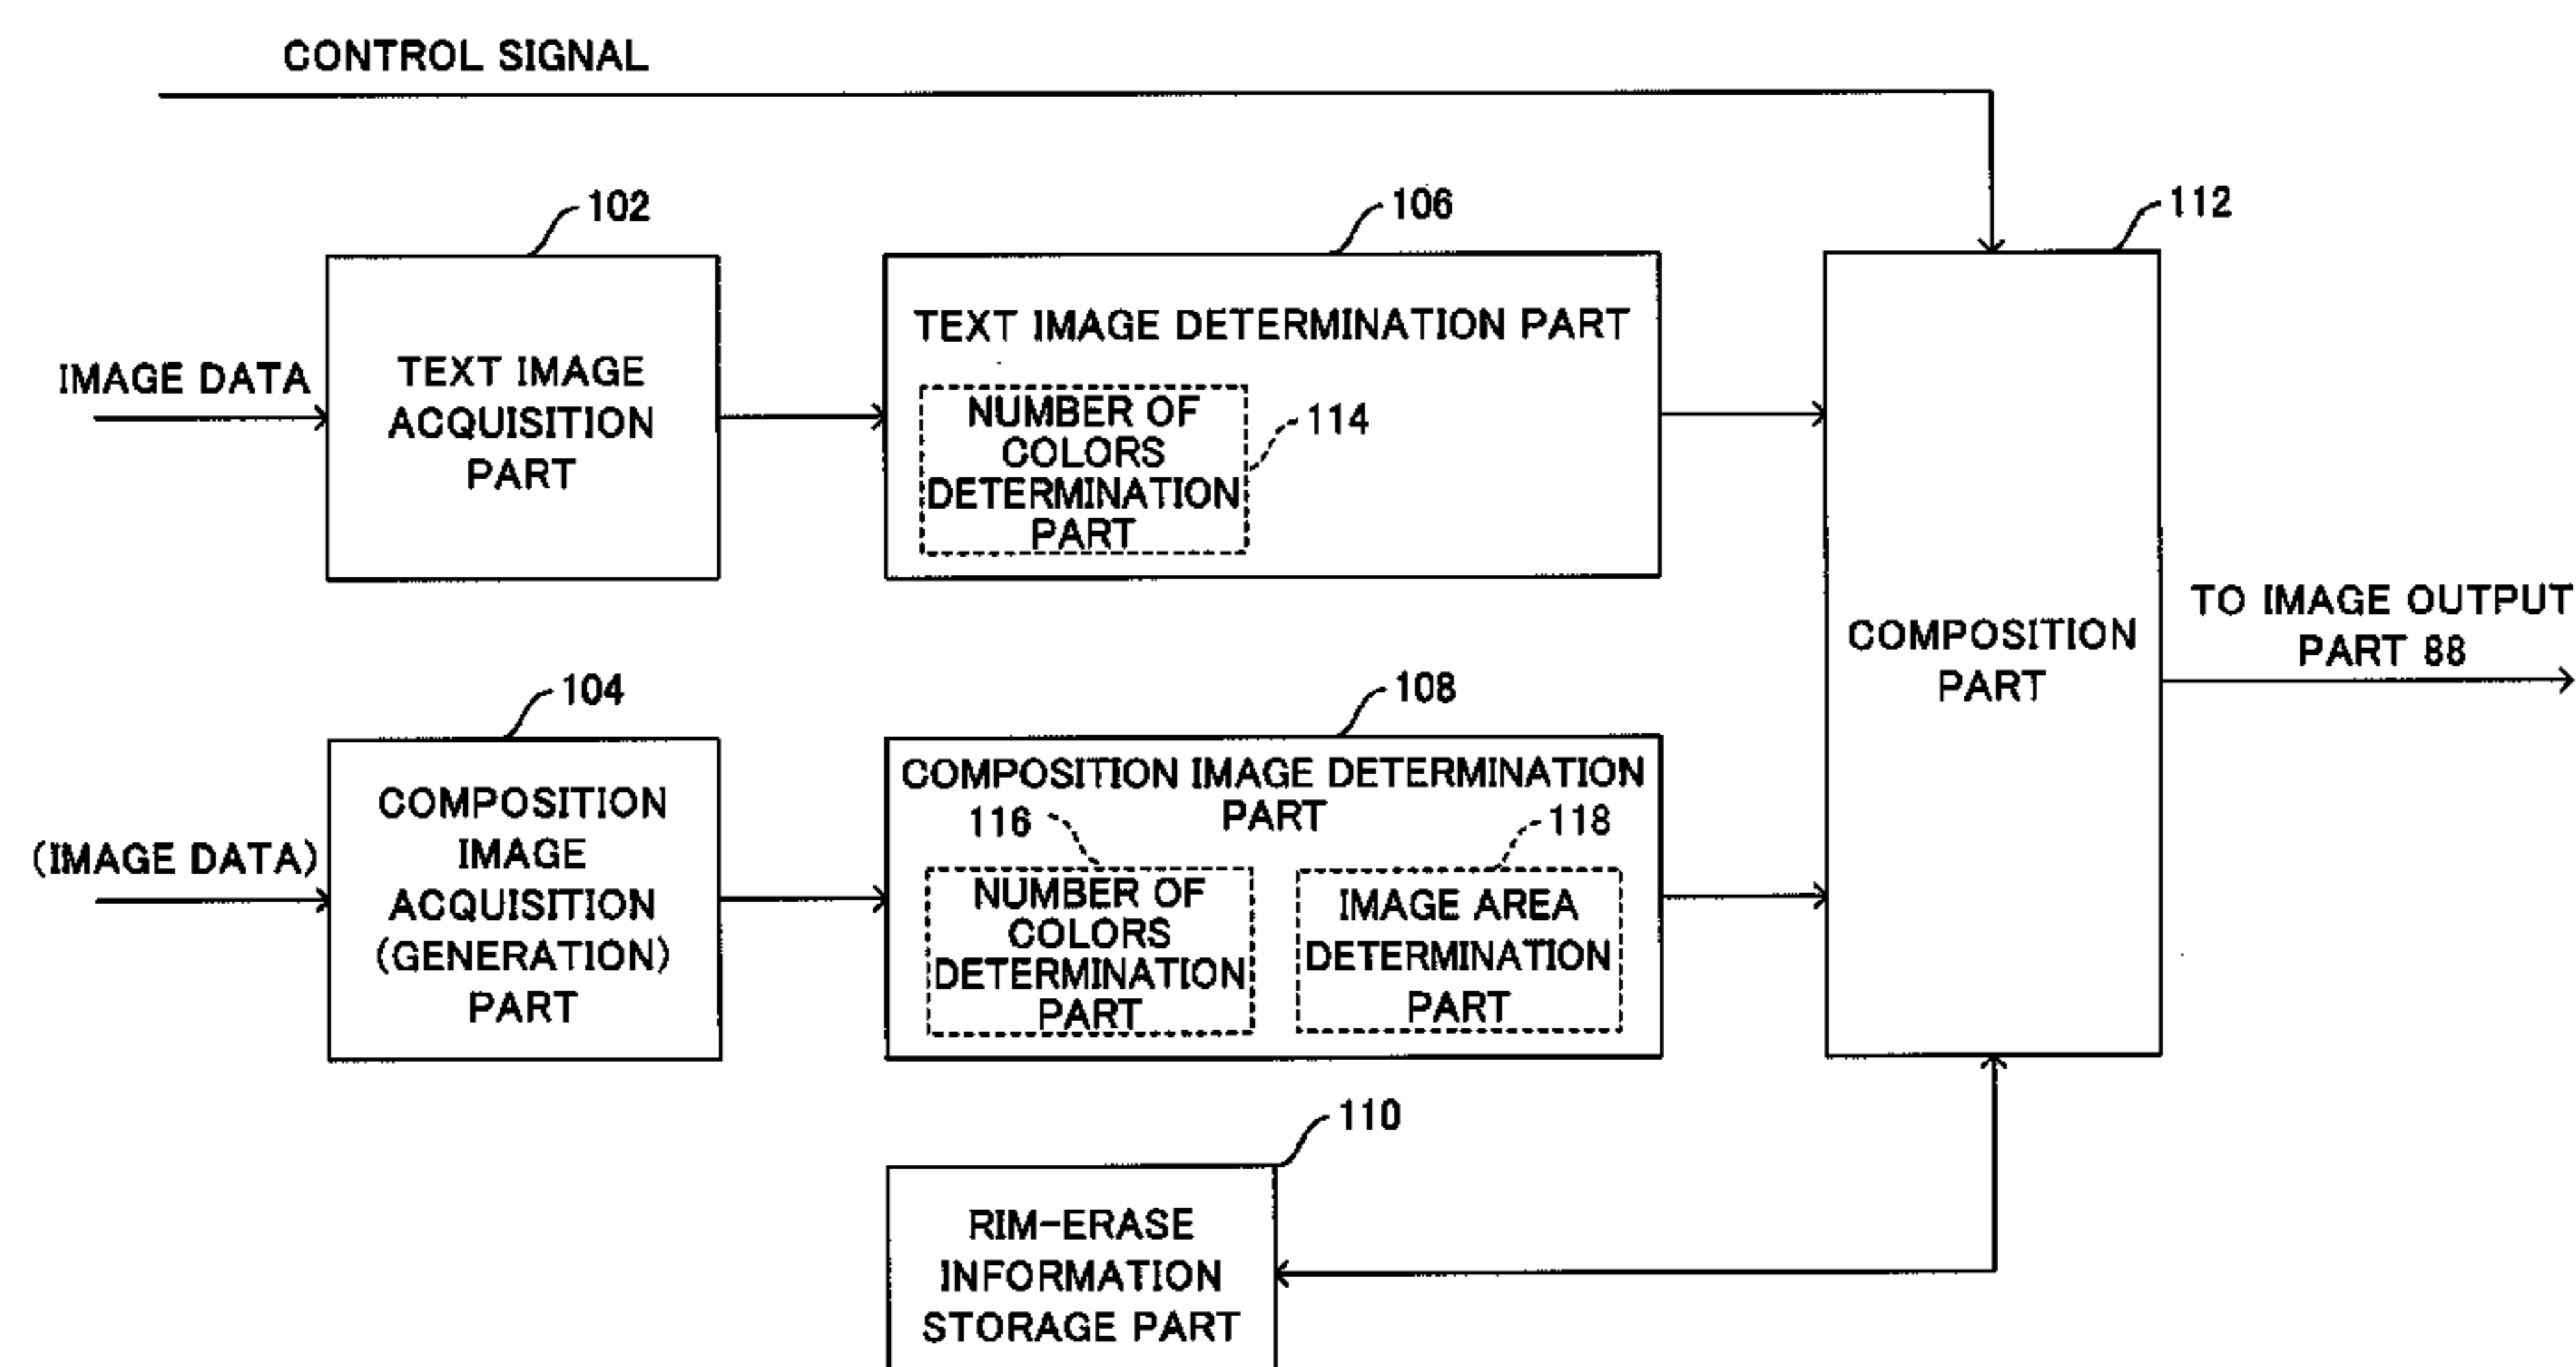 CONTROL SIGNAL
102
106
112
IMAGE DATA
TEXT IMAGE
ACQUISITION
PART
TEXT IMAGE DETERMINATION PART
NUMBER OF
COLORS
DETERMINATION
PART
114
COMPOSITION
PART
TO IMAGE OUTPUT
PART 88
104
108
(IMAGE DATA)
COMPOSITION
IMAGE
ACQUISITION
(GENERATION)
PART
COMPOSITION IMAGE DETERMINATION
PART
116
118
NUMBER OF
COLORS
DETERMINATION
PART
IMAGE AREA
DETERMINATION
PART
110
RIM-ERASE
INFORMATION
STORAGE PART